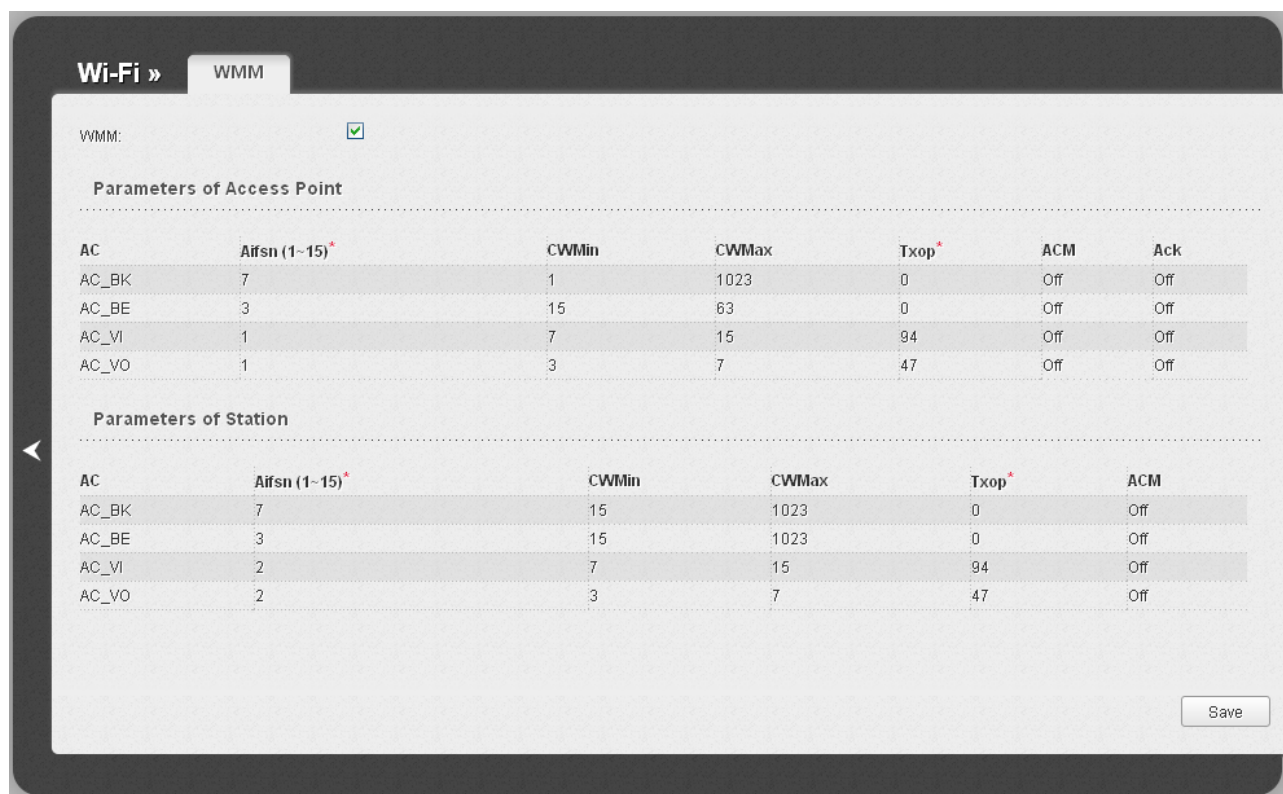 Wi-Fi » WMM
WMM:
Parameters of Access Point
AC Aifsn (1~15)* CWMin CWMax Txop* ACM Ack
AC_BK 7 1 1023 0 Off Off
AC_BE 3 15 63 0 Off Off
AC_VI 1 7 15 94 Off Off
AC_VO 1 3 7 47 Off Off
Parameters of Station
AC Aifsn (1~15)* CWMin CWMax Txop* ACM
AC_BK 7 15 1023 0 Off
AC_BE 3 15 1023 0 Off
AC_VI 2 7 15 94 Off
AC_VO 2 3 7 47 Off
Save